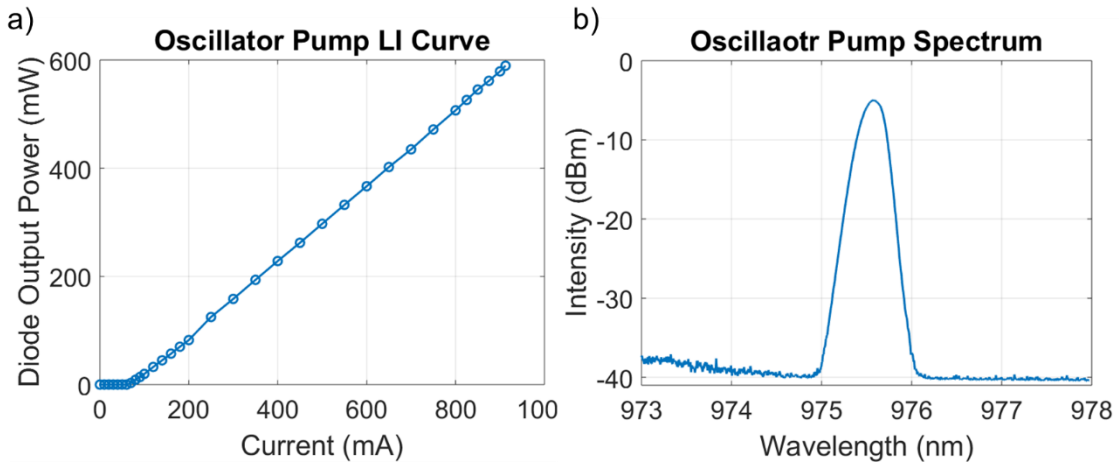 a)
Oscillator Pump LI Curve
600
400
200
0
0 200 400 600 800 100
Diode Output Power (mW)
Current (mA)
b)
Oscillaotr Pump Spectrum
0
-10
-20
-30
-40
973 974 975 976 977 978
Intensity (dBm)
Wavelength (nm)